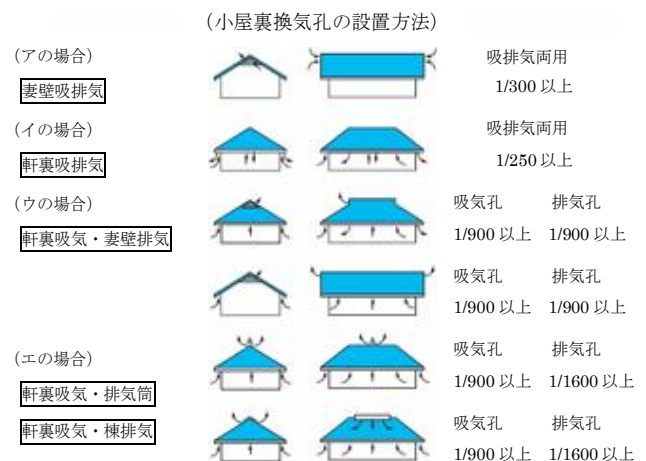 (小屋裏換気孔の設置方法)
(アの場合) 吸排気両用
妻壁吸排気 1/300 以上
(イの場合) 吸排気両用
軒裏吸排気 1/250 以上
(ウの場合) 吸気孔 排気孔
軒裏吸気・妻壁排気 1/900 以上 1/900 以上
吸気孔 排気孔
1/900 以上 1/900 以上
(エの場合) 吸気孔 排気孔
軒裏吸気・排気筒 1/900 以上 1/1600 以上
軒裏吸気・棟排気 吸気孔 排気孔
1/900 以上 1/1600 以上